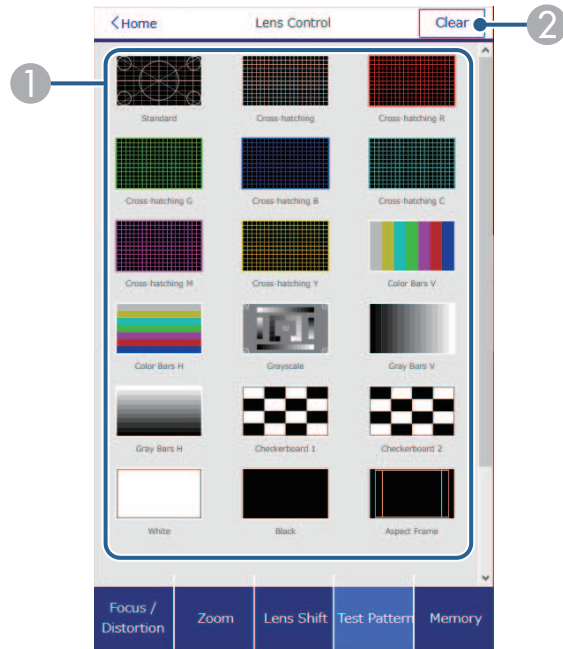 Home Lens Control Clear 2
1
Standard Cross-hatching Cross-hatching R
Cross-hatching G Cross-hatching B Cross-hatching C
Cross-hatching M Cross-hatching Y Color Bars V
Color Bars H Grayscale Gray Bars V
Gray Bars H Checkerboard 1 Checkerboard 2
White Black Aspect Frame
Focus /
Distortion Zoom Lens Shift Test Pattern Memory